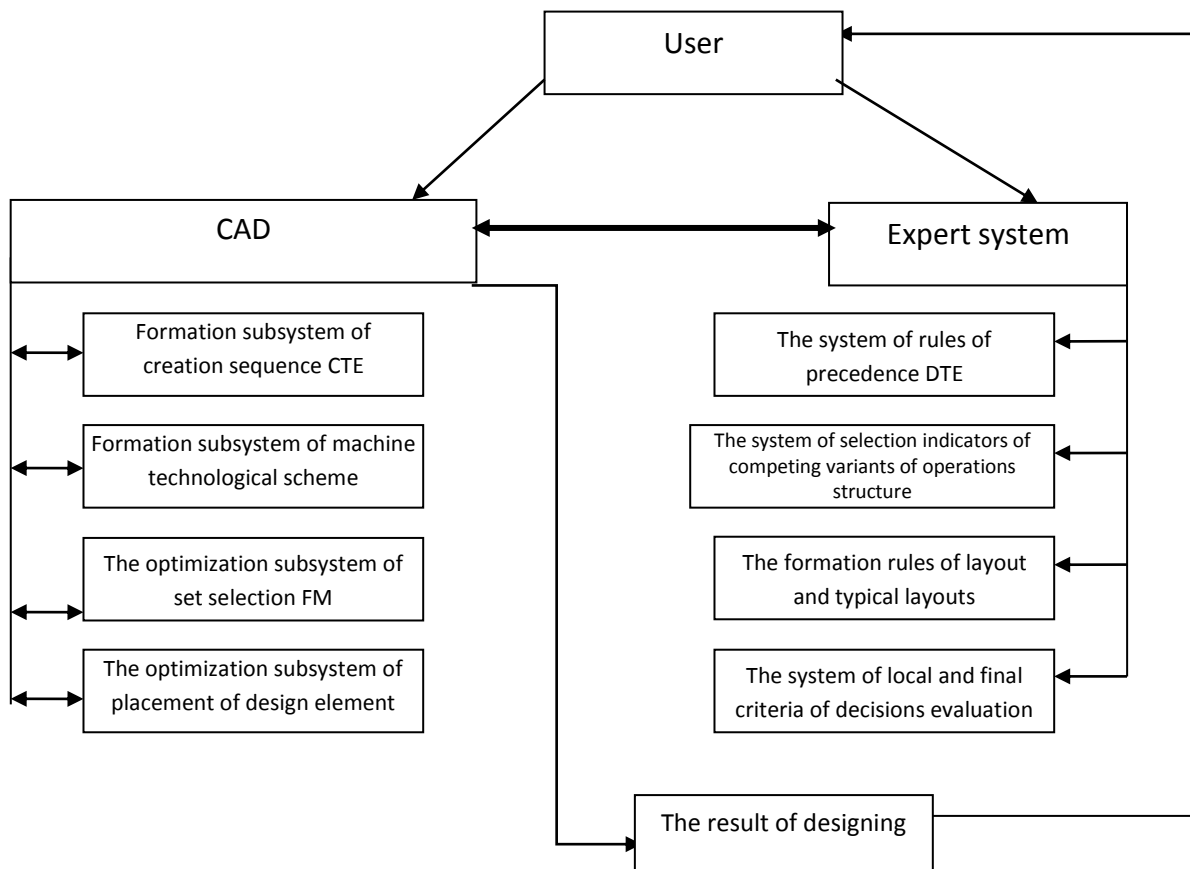 User
CAD
Expert system
Formation subsystem of
creation sequence CTE
Formation subsystem of machine
technological scheme
The optimization subsystem of
set selection FM
The optimization subsystem of
placement of design element
The system of rules of
precedence DTE
The system of selection indicators of
competing variants of operations
structure
The formation rules of layout
and typical layouts
The system of local and final
criteria of decisions evaluation
The result of designing